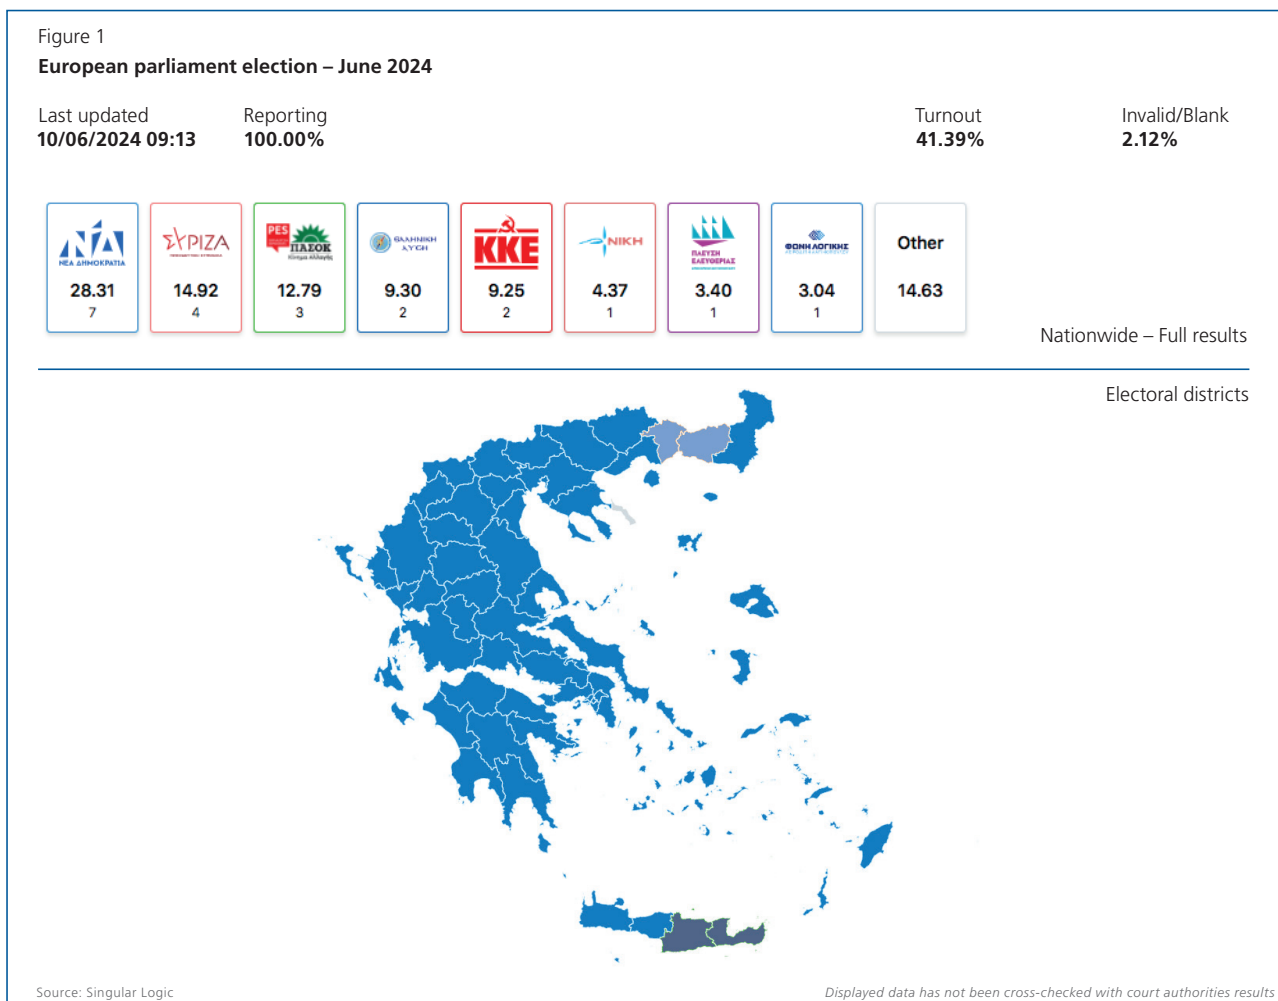 Figure 1
European parliament election – June 2024
Last updated
10/06/2024 09:13
Reporting
100.00%
Turnout
41.39%
Invalid/Blank
2.12%
ΝΕΑ ΔΗΜΟΚΡΑΤΙΑ
28.31
7
ΣΥΡΙΖΑ
14.92
4
PES
ΠΑΣΟΚ
Κίνημα Αλλαγής
12.79
3
ΕΛΛΗΝΙΚΗ
ΛΥΣΗ
9.30
2
ΚΚΕ
9.25
2
ΝΙΚΗ
4.37
1
ΠΛΕΥΣΗ
ΕΛΕΥΘΕΡΙΑΣ
3.40
1
ΦΩΝΗ ΛΟΓΙΚΗΣ
3.04
1
Other
14.63
Nationwide – Full results
Electoral districts
Source: Singular Logic
Displayed data has not been cross-checked with court authorities results